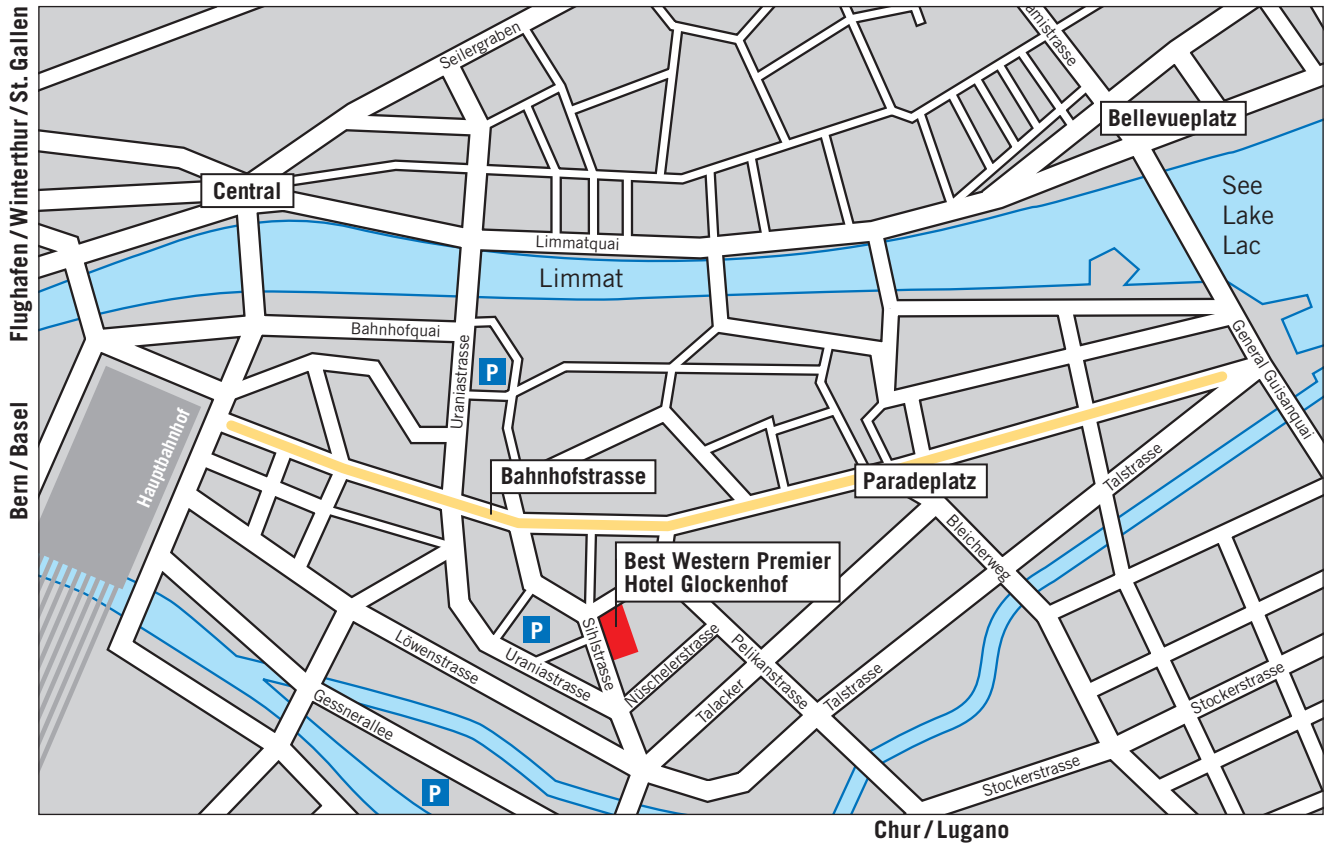 Flughafen / Winterthur / St. Gallen
Bern / Basel
Seilergraben
amistrasse
Bellevueplatz
Central
See
Lake
Lac
Limmatquai
Limmat
Bahnhofquai
Uraniastrasse
P
General Guisanquai
Hauptbahnhof
Bahnhofstrasse
Paradeplatz
Talstrasse
Bleicherweg
Best Western Premier
Hotel Glockenhof
P
Sihlstrasse
Löwenstrasse
Uraniastrasse
Nüschelerstrasse
Pelikanstrasse
Talacker
Talstrasse
Gessnerallee
Stockerstrasse
Stockerstrasse
P
Chur / Lugano